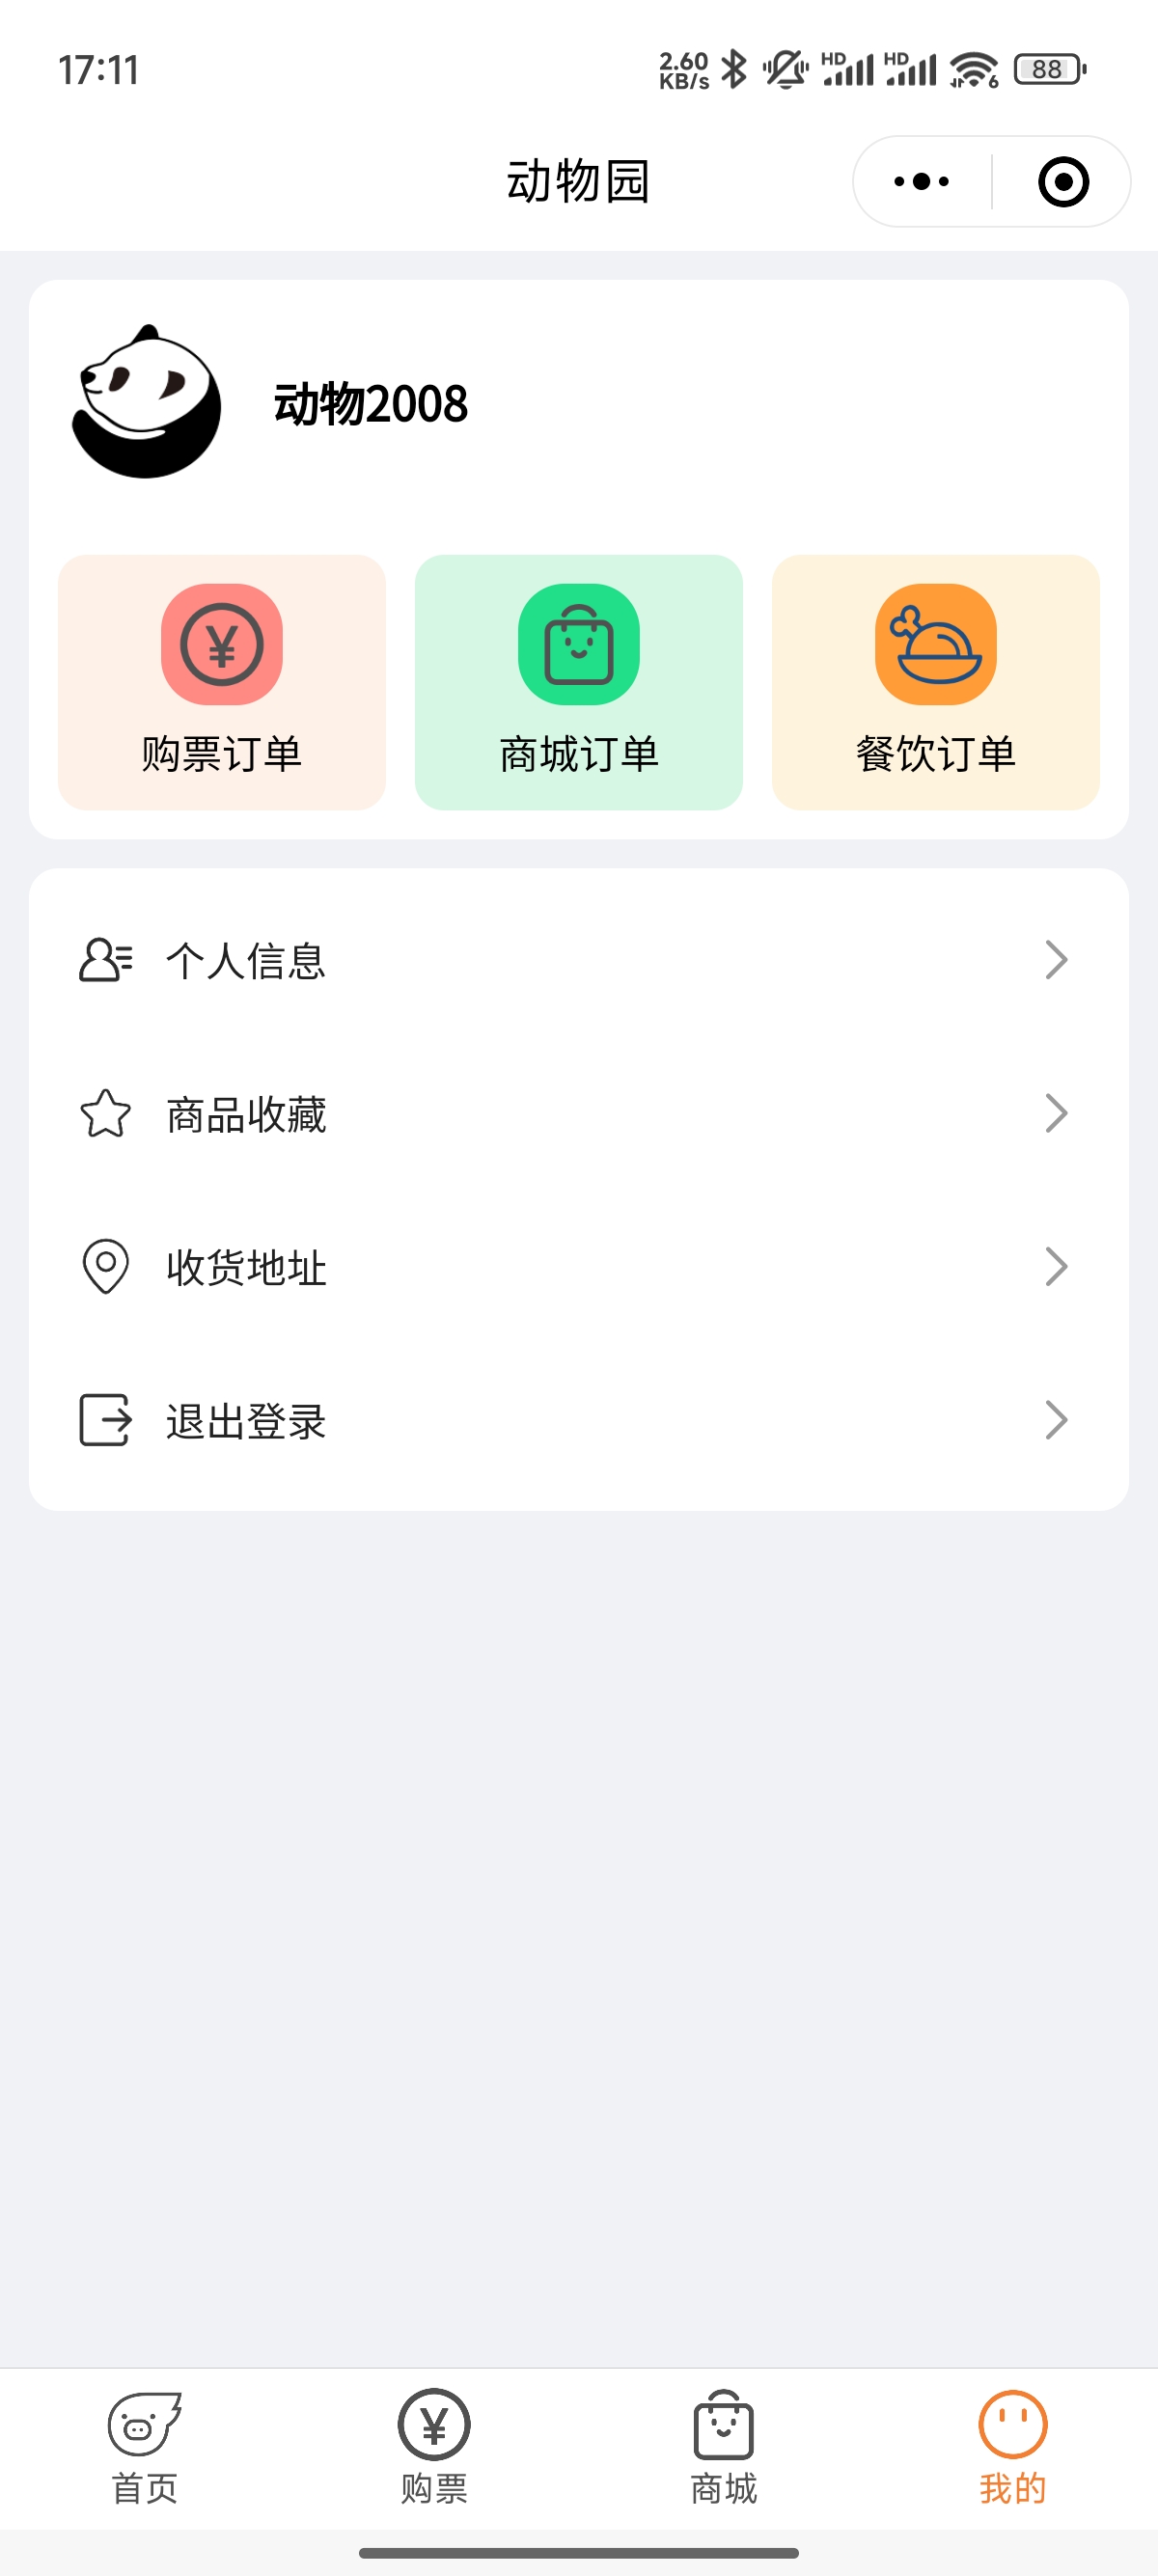 17:11
2.60
KB/s
HD
HD
6
88
动物园
动物2008
购票订单
商城订单
餐饮订单
个人信息
商品收藏
收货地址
退出登录
首页
购票
商城
我的